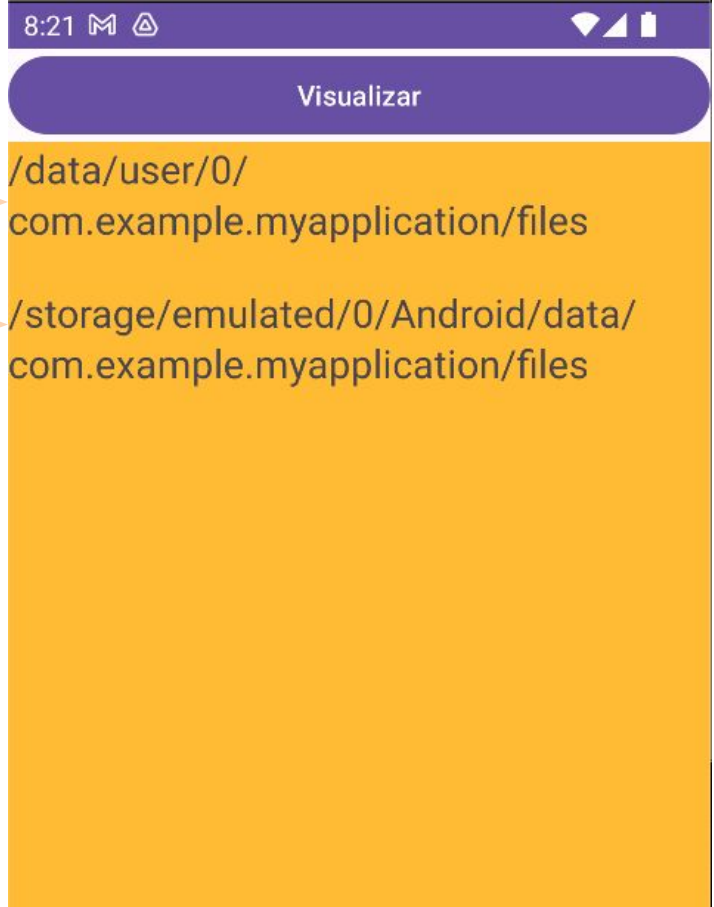 8:21
Visualizar
/data/user/0/
com.example.myapplication/files
/storage/emulated/0/Android/data/
com.example.myapplication/files